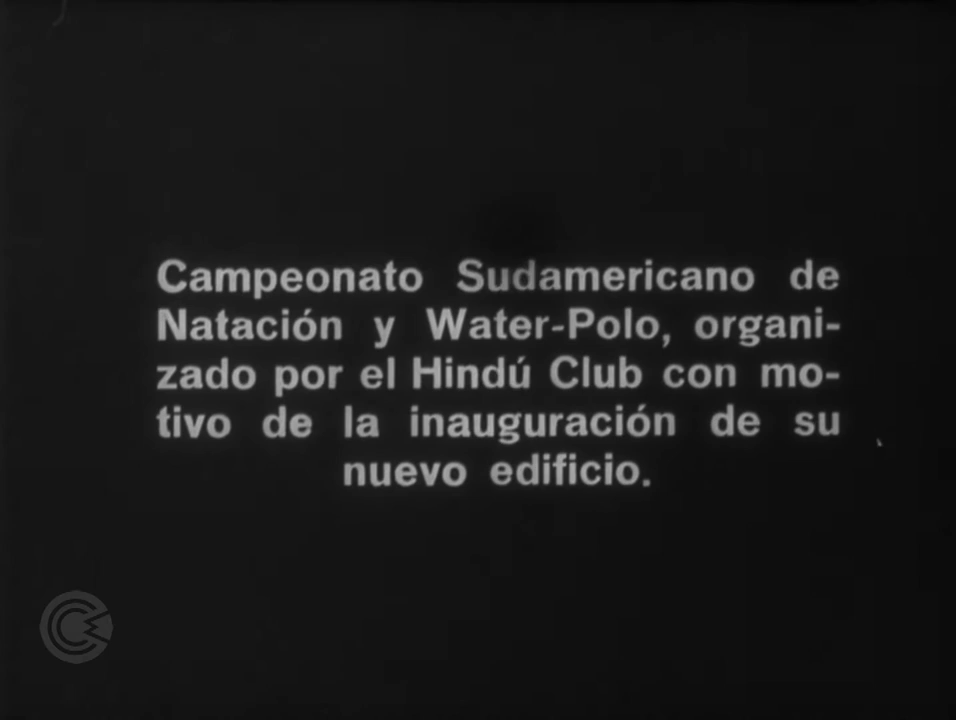 Campeonato Sudamericano de
Natación y Water-Polo, organi-
zado por el Hindú Club con mo-
tivo de la inauguración de su
nuevo edificio.